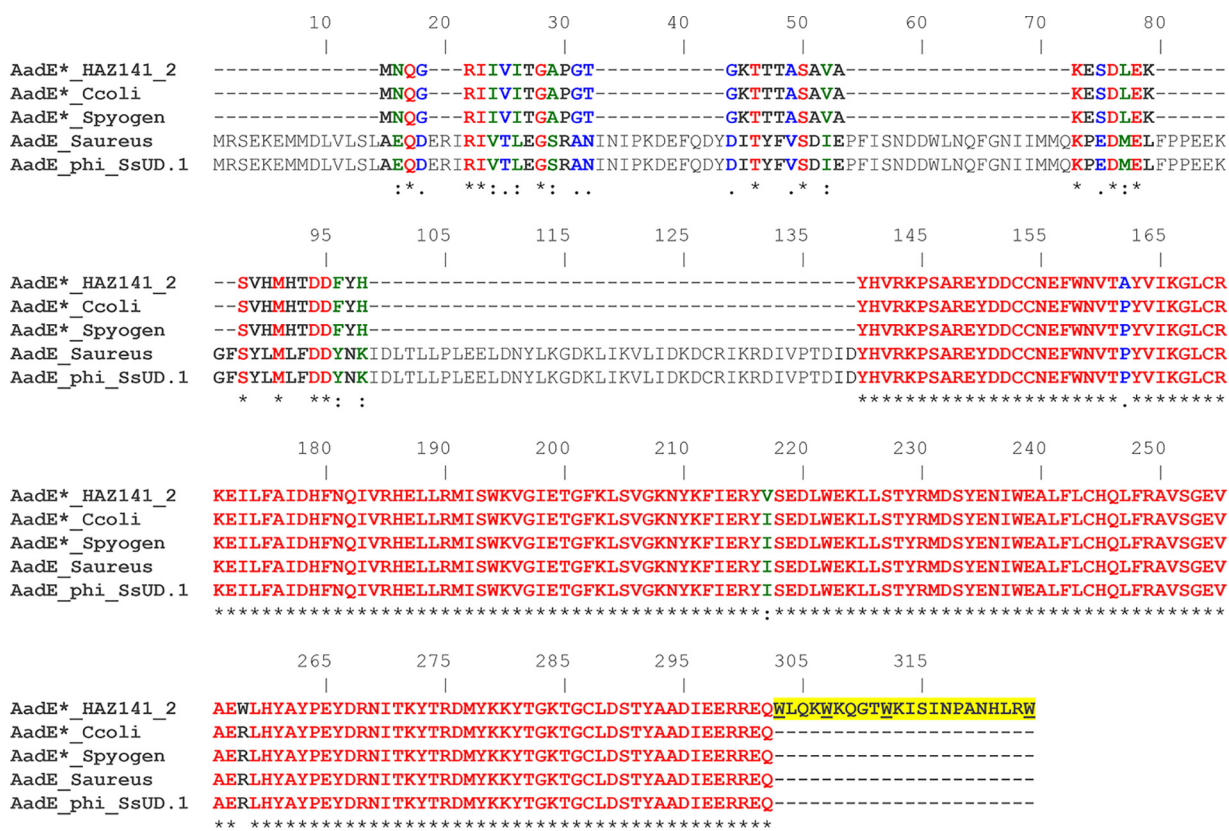 10 20 30 40 50 60 70 80
AadE*_HAZ141_2 --------------MNQG---RIIVITGAPGT-----------GKTTTASAVA-------------------KESDLEK------
AadE*_Ccoli --------------MNQG---RIIVITGAPGT-----------GKTTTASAVA-------------------KESDLEK------
AadE*_Spyogen --------------MNQG---RIIVITGAPGT-----------GKTTTASAVA-------------------KESDLEK------
AadE_Saureus MRSEKEMMDLVLSLAEQDERIRIVTLEGSRANINIPKDEFQDYDITYFVSDIEPFISNDDWLNQFGNIIMMQKPEDMELFPPEEK
AadE_phi_SsUD.1 MRSEKEMMDLVLSLAEQDERIRIVTLEGSRANINIPKDEFQDYDITYFVSDIEPFISNDDWLNQFGNIIMMQKPEDMELFPPEEK
:*. **:.: *: .. . * .* : * .*:*
95 105 115 125 135 145 155 165
AadE*_HAZ141_2 --SVHMHTDDFYH-----------------------------------------YHVRKPSAREYDDCCNEFWNVTAYVIKGLCR
AadE*_Ccoli --SVHMHTDDFYH-----------------------------------------YHVRKPSAREYDDCCNEFWNVTPYVIKGLCR
AadE*_Spyogen --SVHMHTDDFYH-----------------------------------------YHVRKPSAREYDDCCNEFWNVTPYVIKGLCR
AadE_Saureus GFSYLMLFDDYNKIDLTLLPLEELDNYLKGDKLIKVLIDKDCRIKRDIVPTDIDYHVRKPSAREYDDCCNEFWNVTPYVIKGLCR
AadE_phi_SsUD.1 GFSYLMLFDDYNKIDLTLLPLEELDNYLKGDKLIKVLIDKDCRIKRDIVPTDIDYHVRKPSAREYDDCCNEFWNVTPYVIKGLCR
* * **: : **********************.********
180 190 200 210 220 230 240 250
AadE*_HAZ141_2 KEILFAIDHFNQIVRHELLRMISWKVGIETGFKLSVGKNYKFIERYVSEDLWEKLLSTYRMDSYENIWEALFLCHQLFRAVSGEV
AadE*_Ccoli KEILFAIDHFNQIVRHELLRMISWKVGIETGFKLSVGKNYKFIERYISEDLWEKLLSTYRMDSYENIWEALFLCHQLFRAVSGEV
AadE*_Spyogen KEILFAIDHFNQIVRHELLRMISWKVGIETGFKLSVGKNYKFIERYISEDLWEKLLSTYRMDSYENIWEALFLCHQLFRAVSGEV
AadE_Saureus KEILFAIDHFNQIVRHELLRMISWKVGIETGFKLSVGKNYKFIERYISEDLWEKLLSTYRMDSYENIWEALFLCHQLFRAVSGEV
AadE_phi_SsUD.1 KEILFAIDHFNQIVRHELLRMISWKVGIETGFKLSVGKNYKFIERYISEDLWEKLLSTYRMDSYENIWEALFLCHQLFRAVSGEV
**********************************************:**************************************
265 275 285 295 305 315
AadE*_HAZ141_2 AEWLHYAYPEYDRNITKYTRDMYKKYTGKTGCLDSTYAADIEERREQWLQKWKQGTWKISINPANHLRW
AadE*_Ccoli AERLHYAYPEYDRNITKYTRDMYKKYTGKTGCLDSTYAADIEERREQ----------------------
AadE*_Spyogen AERLHYAYPEYDRNITKYTRDMYKKYTGKTGCLDSTYAADIEERREQ----------------------
AadE_Saureus AERLHYAYPEYDRNITKYTRDMYKKYTGKTGCLDSTYAADIEERREQ----------------------
AadE_phi_SsUD.1 AERLHYAYPEYDRNITKYTRDMYKKYTGKTGCLDSTYAADIEERREQ----------------------
** ********************************************